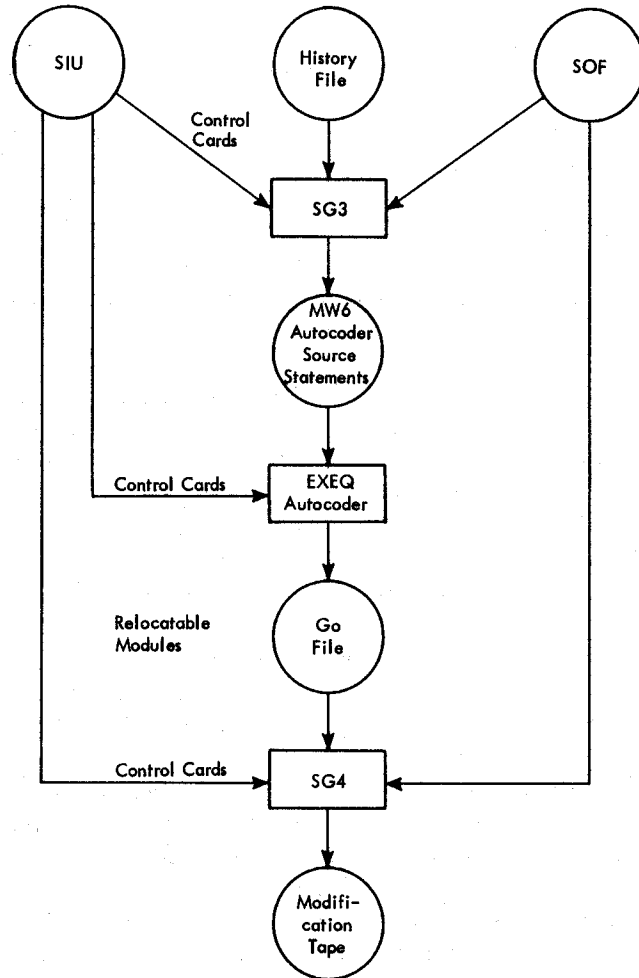 SIU
History
File
SOF
Control
Cards
SG3
MW6
Autocoder
Source
Statements
Control Cards
EXEQ
Autocoder
Relocatable
Modules
Go
File
Control Cards
SG4
Modifi-
cation
Tape